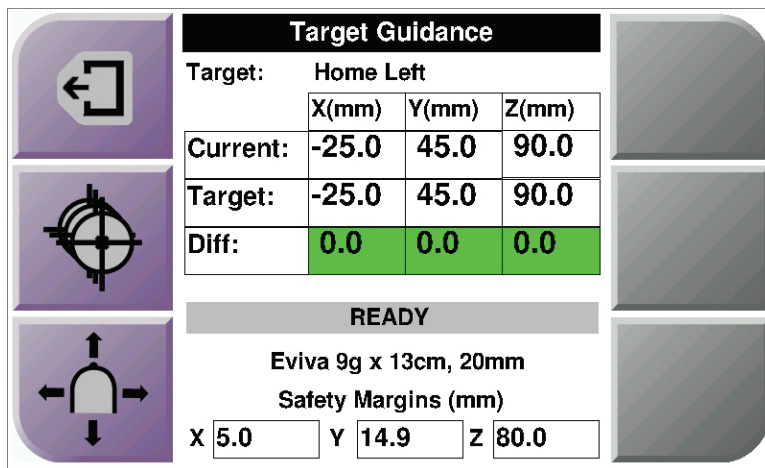 Target Guidance
Target: Home Left
X(mm) Y(mm) Z(mm)
Current: -25.0 45.0 90.0
Target: -25.0 45.0 90.0
Diff: 0.0 0.0 0.0
READY
Eviva 9g x 13cm, 20mm
Safety Margins (mm)
X 5.0 Y 14.9 Z 80.0